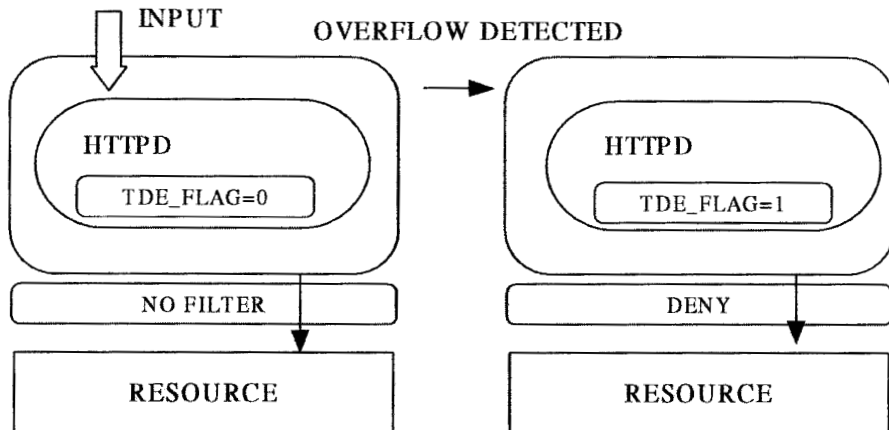 INPUT
OVERFLOW DETECTED
HTTPD
TDE_FLAG=0
NO FILTER
RESOURCE
HTTPD
TDE_FLAG=1
DENY
RESOURCE